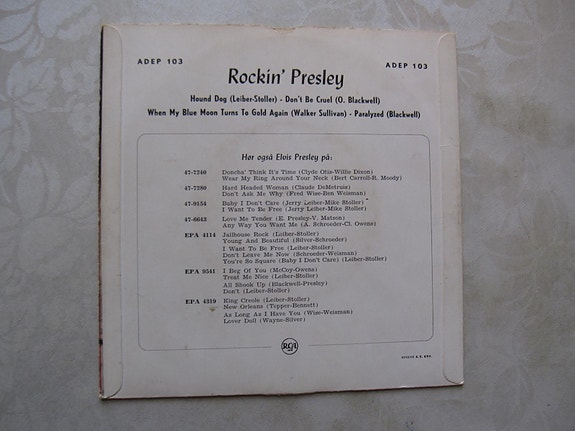 ADEP 103
ADEP 103
Rockin' Presley
Hound Dog (Leiber-Stoller) - Don't Be Cruel (O. Blackwell)
When My Blue Moon Turns To Gold Again (Walker Sullivan) - Paralyzed (Blackwell)
Hør også Elvis Presley på:
47-7240 Doncha' Think It's Time (Clyde Otis-Willie Dixon)
Wear My Ring Around Your Neck (Bert Carroll-R. Moody)
47-7280 Hard Headed Woman (Claude DeMetruis)
Don't Ask Me Why (Fred Wise-Ben Weisman)
47-9154 Baby I Don't Care (Jerry Leiber-Mike Stoller)
I Want To Be Free (Jerry Leiber-Mike Stoller)
47-6643 Love Me Tender (E. Presley-V. Matson)
Any Way You Want Me (A. Schroeder-Cl. Owens)
EPA 4114 Jailhouse Rock (Leiber-Stoller)
Young And Beautiful (Silver-Schroeder)
I Want To Be Free (Leiber-Stoller)
Don't Leave Me Now (Schroeder-Weisman)
You're So Square (Baby I Don't Care) (Leiber-Stoller)
EPA 9541 I Beg Of You (McCoy-Owens)
Treat Me Nice (Leiber-Stoller)
All Shook Up (Blackwell-Presley)
Don't (Leiber-Stoller)
EPA 4319 King Creole (Leiber-Stoller)
New Orleans (Tepper-Bennett)
As Long As I Have You (Wise-Weisman)
Lover Doll (Wayne-Silver)
RCA